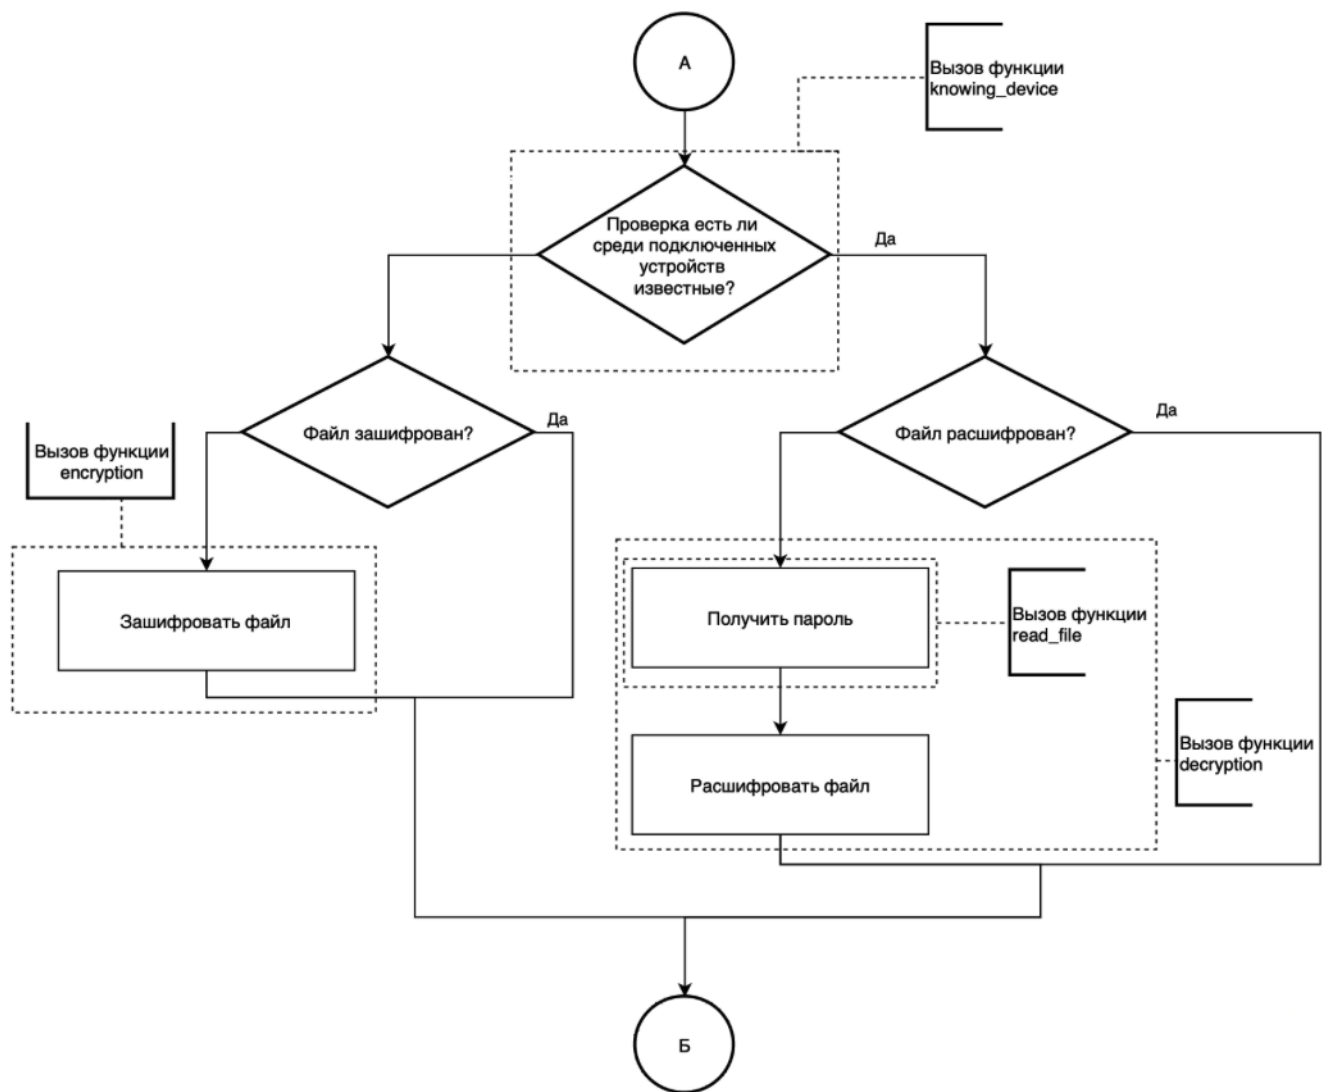 А
Вызов функции
knowing_device
Проверка есть ли
среди подключенных
устройств
известные?
Да
Файл зашифрован?
Да
Файл расшифрован?
Да
Вызов функции
encryption
Зашифровать файл
Получить пароль
Вызов функции
read_file
Вызов функции
decryption
Расшифровать файл
Б